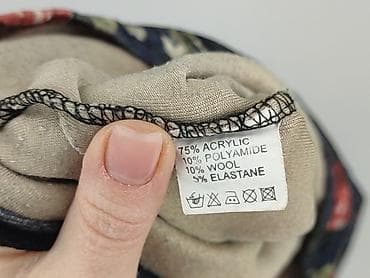 75% ACRYLIC
10% POLYAMIDE
10% WOOL
5% ELASTANE